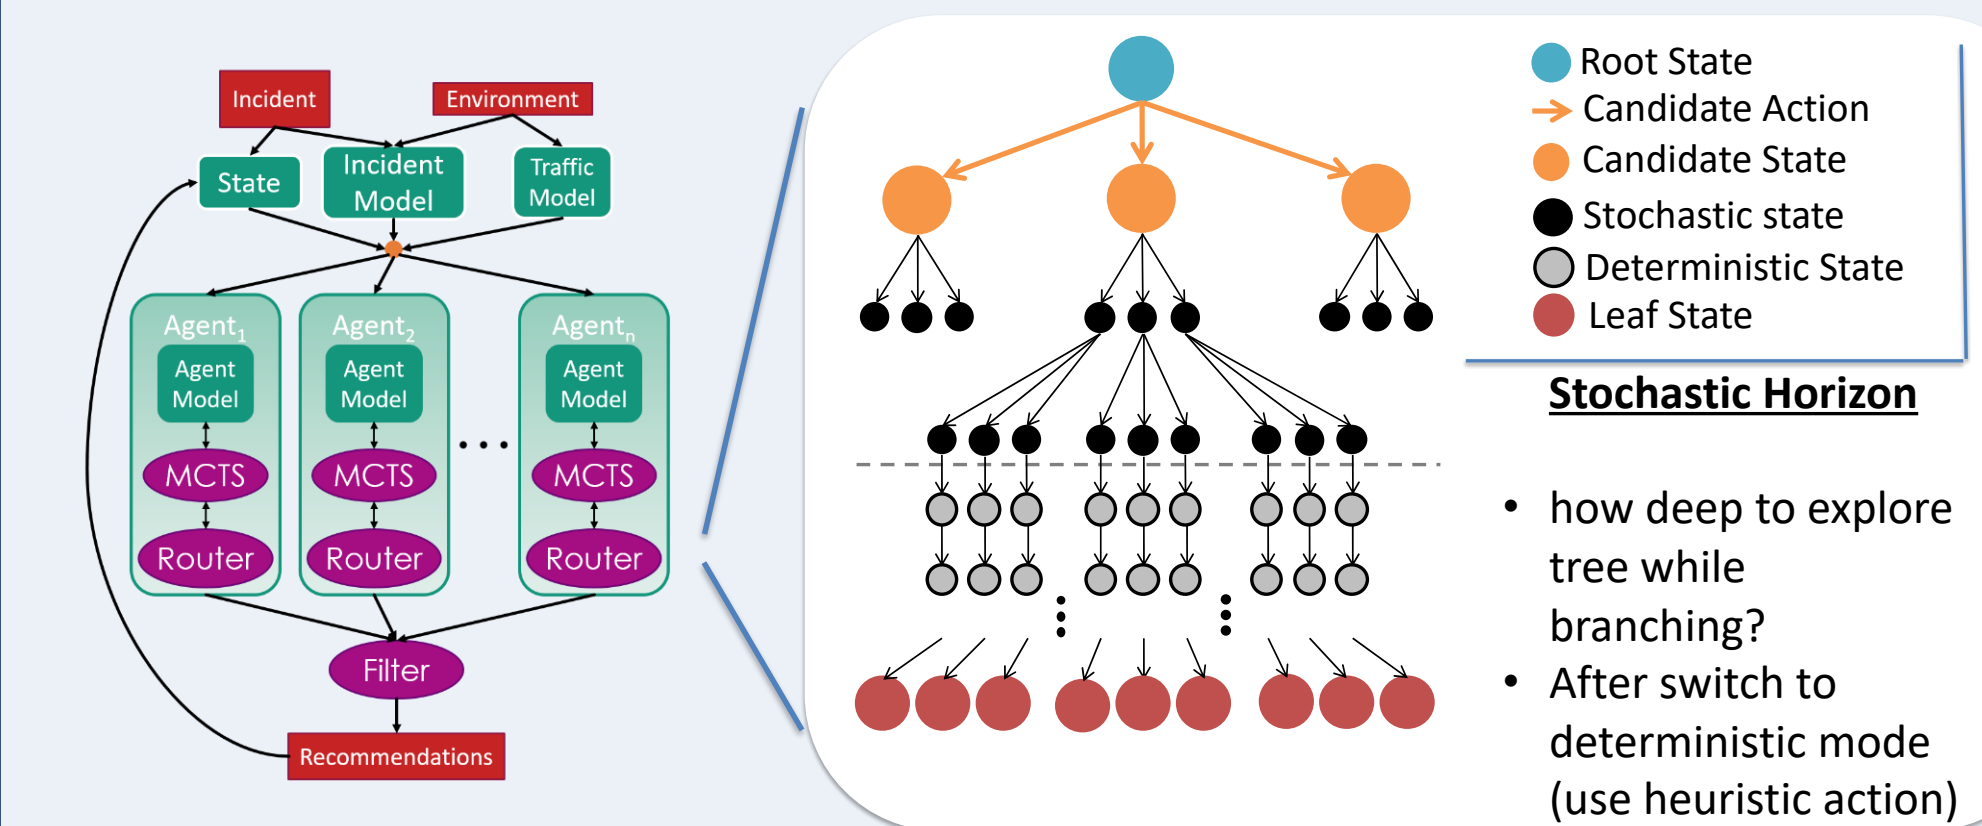 Incident
Environment
State
Incident
Model
Traffic
Model
Agent1
Agent2
Agentn
Agent
Model
Agent
Model
Agent
Model
...
MCTS
MCTS
MCTS
Router
Router
Router
Filter
Recommendations
Root State
Candidate Action
Candidate State
Stochastic state
Deterministic State
Leaf State
Stochastic Horizon
• how deep to explore
tree while
branching?
• After switch to
deterministic mode
(use heuristic action)